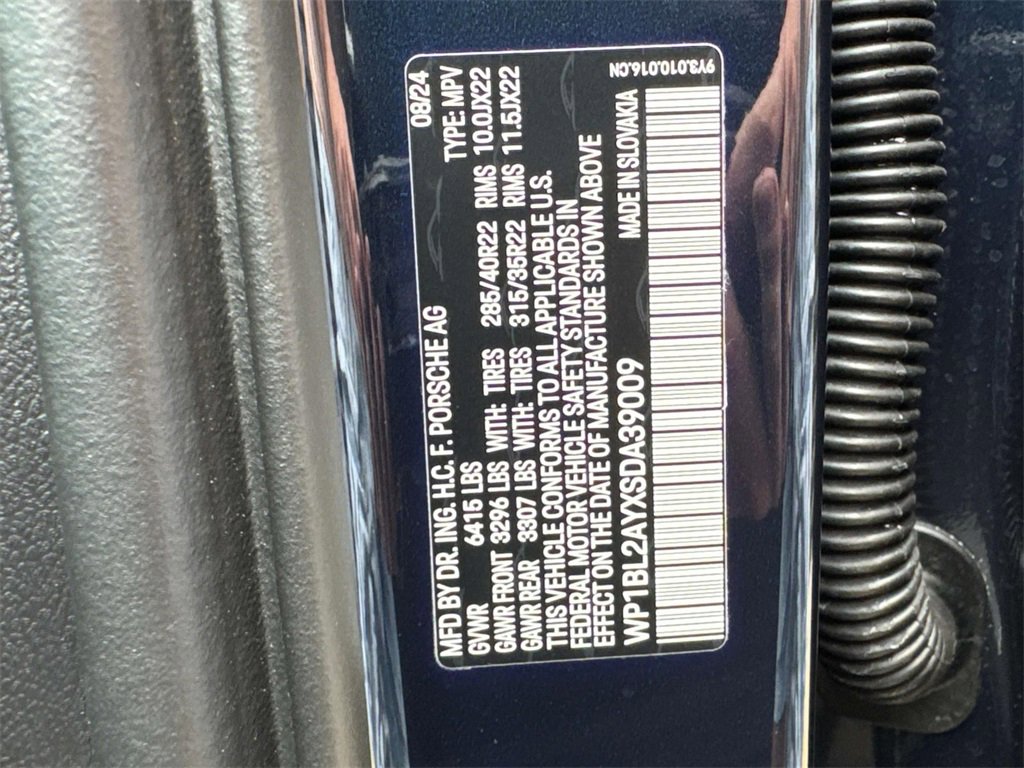 08/24
MFD BY DR. ING. H.C. F. PORSCHE AG TYPE: MPV
GVWR 6415 LBS
GAWR FRONT 3296 LBS WITH: TIRES 285/40R22 RIMS 10.0JX22
GAWR REAR 3307 LBS WITH: TIRES 315/35R22 RIMS 11.5JX22
THIS VEHICLE CONFORMS TO ALL APPLICABLE U.S.
FEDERAL MOTOR VEHICLE SAFETY STANDARDS IN
EFFECT ON THE DATE OF MANUFACTURE SHOWN ABOVE
WP1BL2AYXSDA39009 MADE IN SLOVAKIA
9Y3.010.016.CN